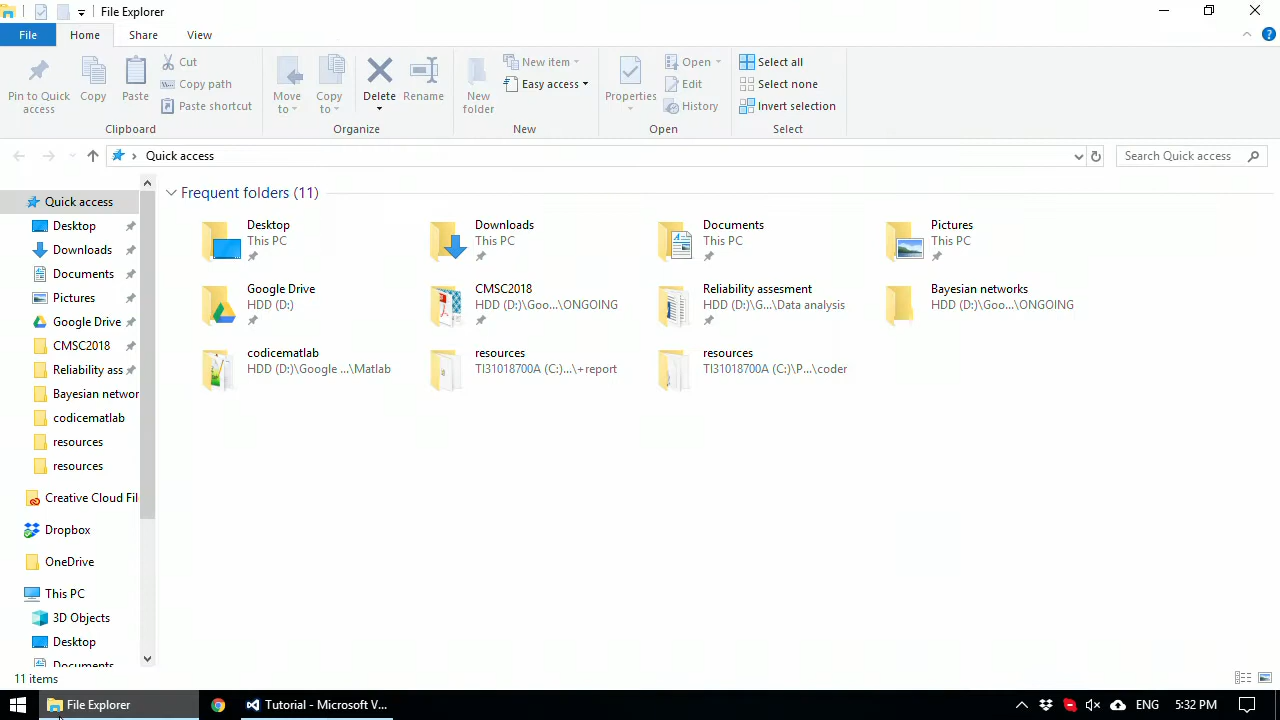 File Explorer
File Home Share View
Pin to Quick access
Copy
Paste
Cut
Copy path
Paste shortcut
Clipboard
Move to
Copy to
Delete
Rename
Organize
New folder
New item
Easy access
New
Properties
Open
Edit
History
Open
Select all
Select none
Invert selection
Select
Quick access
Search Quick access
Quick access
Desktop
Downloads
Documents
Pictures
Google Drive
CMSC2018
Reliability ass
Bayesian networ
codicematlab
resources
resources
Creative Cloud Fil
Dropbox
OneDrive
This PC
3D Objects
Desktop
Documents
Frequent folders (11)
Desktop
This PC
Downloads
This PC
Documents
This PC
Pictures
This PC
Google Drive
HDD (D:)
CMSC2018
HDD (D:)\Goo...\ONGOING
Reliability assesment
HDD (D:)\G...\Data analysis
Bayesian networks
HDD (D:)\Goo...\ONGOING
codicematlab
HDD (D:)\Google ...\Matlab
resources
TI31018700A (C:)...\+report
resources
TI31018700A (C:)\P...\coder
11 items
File Explorer
Tutorial - Microsoft V...
ENG
5:32 PM